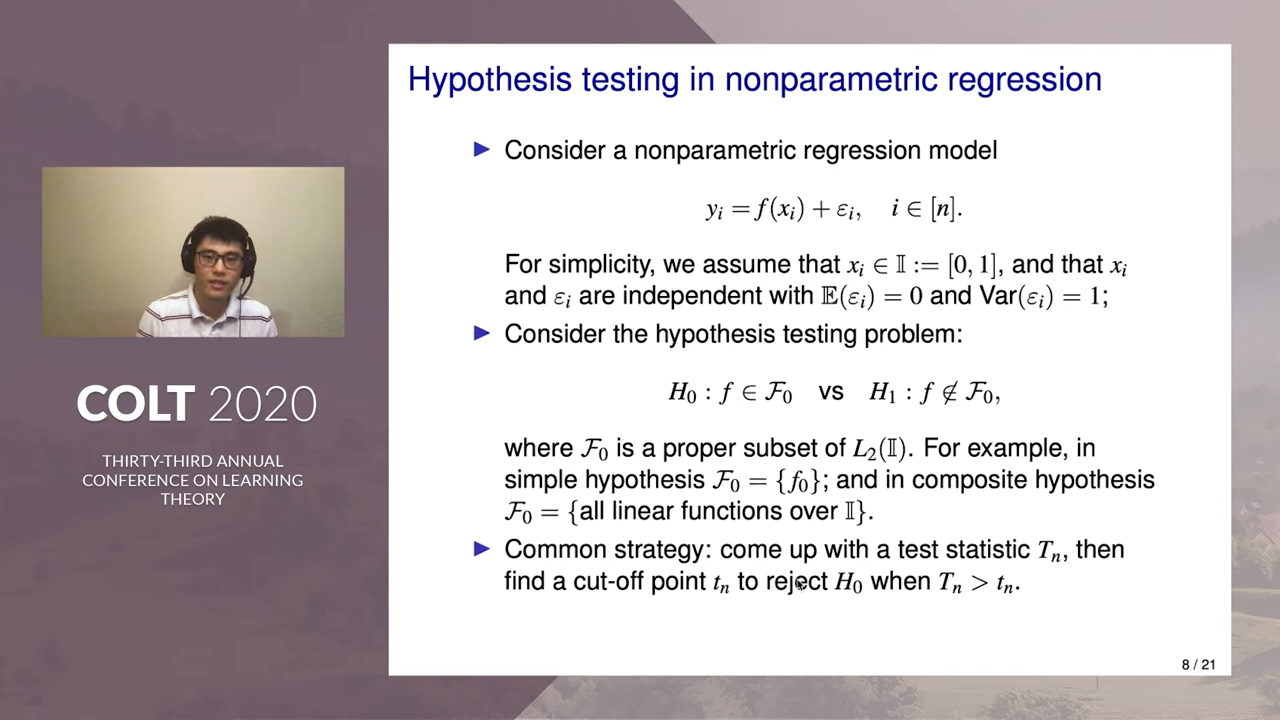 COLT 2020
THIRTY-THIRD ANNUAL
CONFERENCE ON LEARNING
THEORY
Hypothesis testing in nonparametric regression
▶ Consider a nonparametric regression model
yᵢ = f(xᵢ) + εᵢ, i ∈ [n].
For simplicity, we assume that xᵢ ∈ 𝕀 := [0, 1], and that xᵢ
and εᵢ are independent with 𝔼(εᵢ) = 0 and Var(εᵢ) = 1;
▶ Consider the hypothesis testing problem:
H₀ : f ∈ ℱ₀ vs H₁ : f ∉ ℱ₀,
where ℱ₀ is a proper subset of L₂(𝕀). For example, in
simple hypothesis ℱ₀ = {f₀}; and in composite hypothesis
ℱ₀ = {all linear functions over 𝕀}.
▶ Common strategy: come up with a test statistic Tₙ, then
find a cut-off point tₙ to reject H₀ when Tₙ > tₙ.
8 / 21